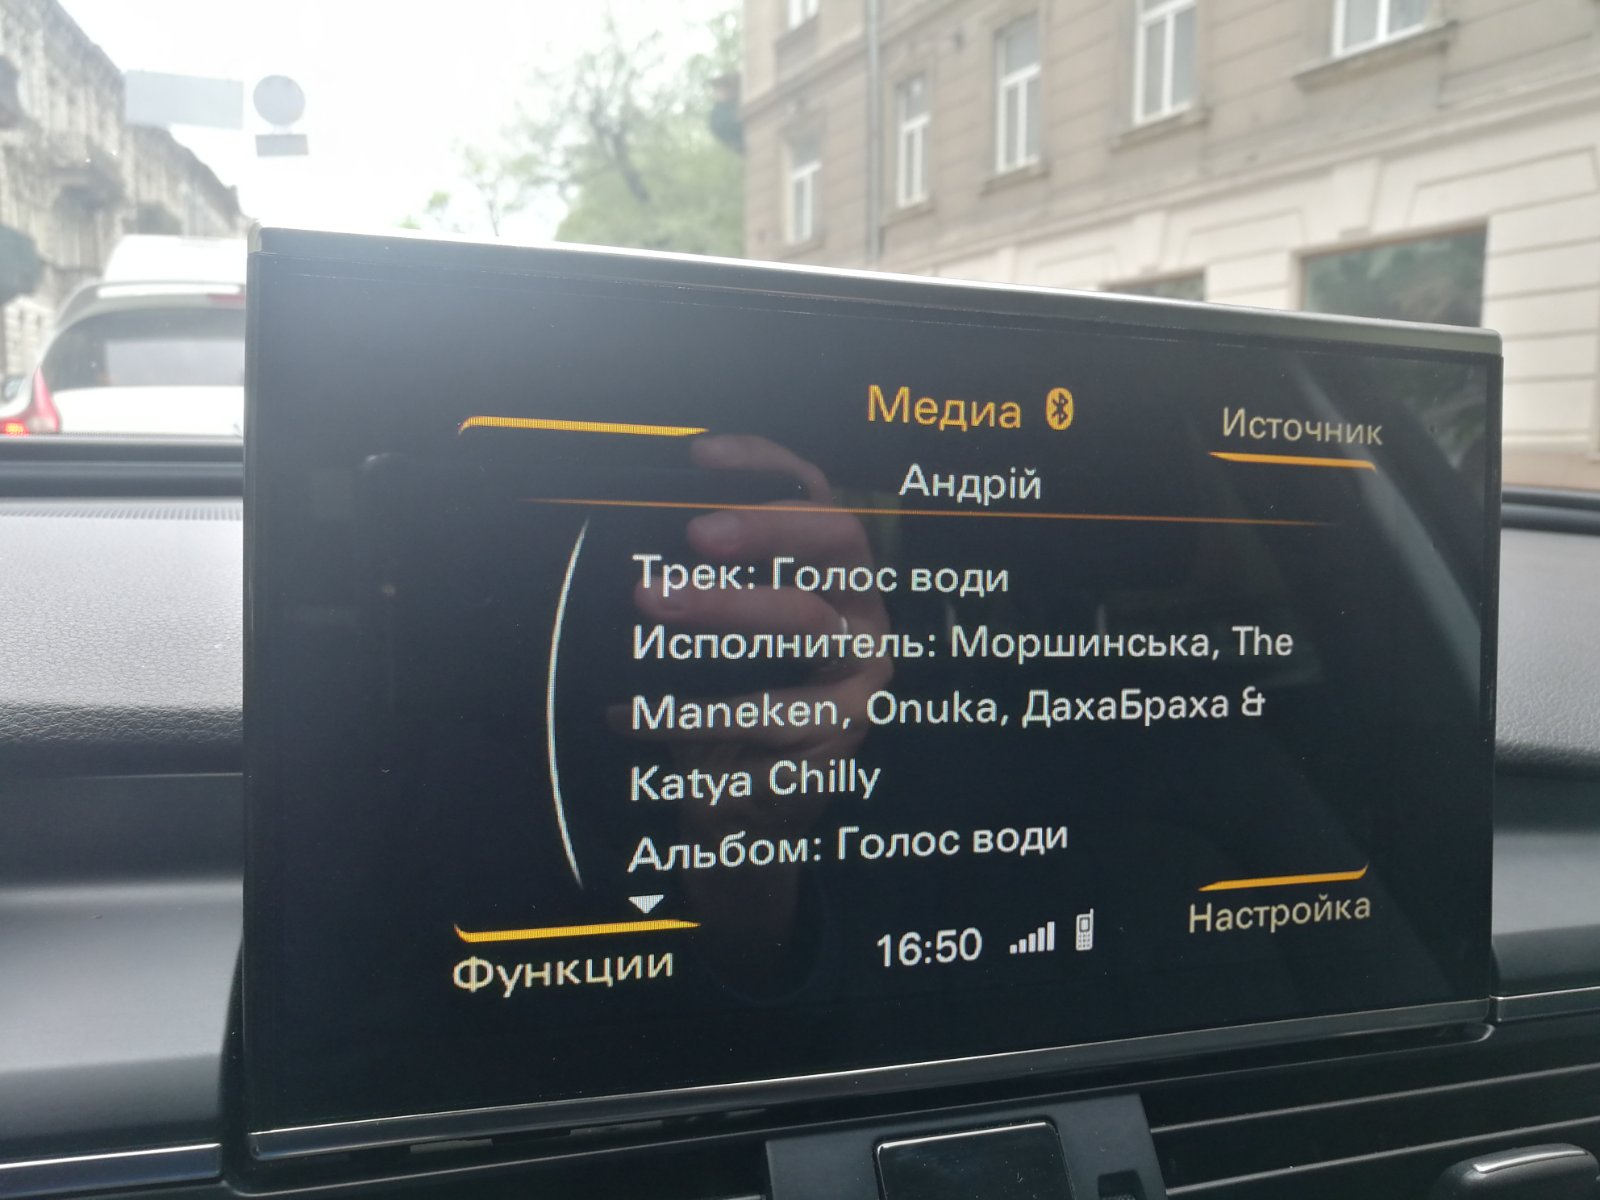 Медиа
Источник
Андрій
Трек: Голос води
Исполнитель: Моршинська, The
Maneken, Onuka, ДахаБраха &
Katya Chilly
Альбом: Голос води
Функции
16:50
Настройка